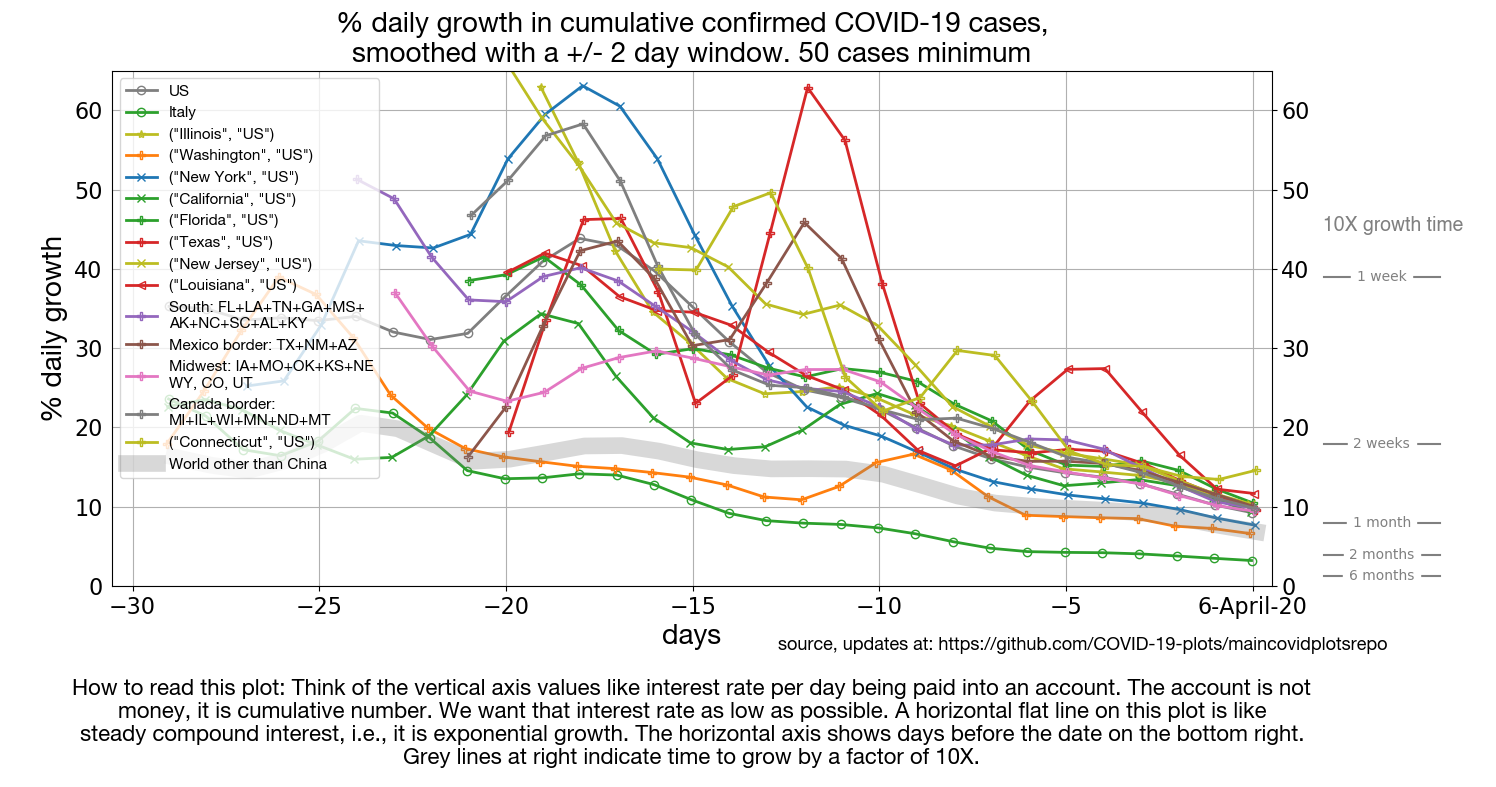 % daily growth in cumulative confirmed COVID-19 cases,
smoothed with a +/- 2 day window. 50 cases minimum
US
Italy
("Illinois", "US")
("Washington", "US")
("New York", "US")
("California", "US")
("Florida", "US")
("Texas", "US")
("New Jersey", "US")
("Louisiana", "US")
South: FL+LA+TN+GA+MS+
AK+NC+SC+AL+KY
Mexico border: TX+NM+AZ
Midwest: IA+MO+OK+KS+NE
WY, CO, UT
Canada border:
MI+IL+WI+MN+ND+MT
("Connecticut", "US")
World other than China
% daily growth
60
50
40
30
20
10
0
60
50
40
30
20
10
0
10X growth time
1 week
2 weeks
1 month
2 months
6 months
−30
−25
−20
−15
−10
−5
6-April-20
days
source, updates at: https://github.com/COVID-19-plots/maincovidplotsrepo
How to read this plot: Think of the vertical axis values like interest rate per day being paid into an account. The account is not
money, it is cumulative number. We want that interest rate as low as possible. A horizontal flat line on this plot is like
steady compound interest, i.e., it is exponential growth. The horizontal axis shows days before the date on the bottom right.
Grey lines at right indicate time to grow by a factor of 10X.